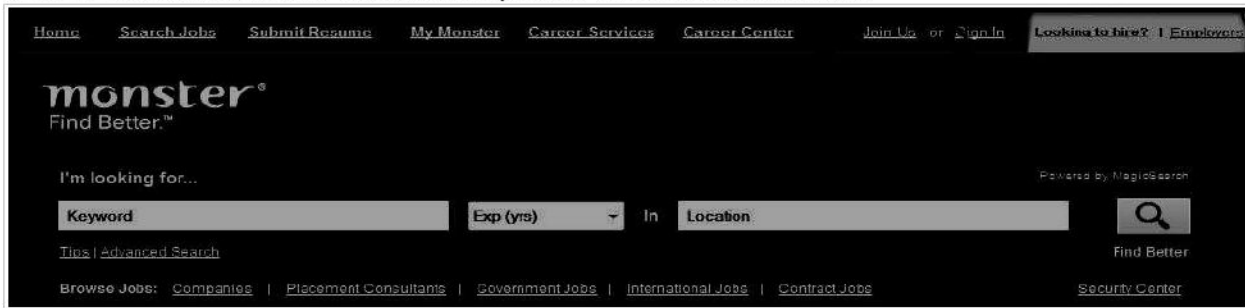 Home Search Jobs Submit Resume My Monster Career Services Career Center Join Us or Sign In Looking to hire? | Employers
monster®
Find Better.™
I'm looking for...
Powered by MagicSearch
Keyword Exp (yrs) In Location
Tips | Advanced Search Find Better
Browse Jobs: Companies | Placement Consultants | Government Jobs | International Jobs | Contract Jobs Security Center